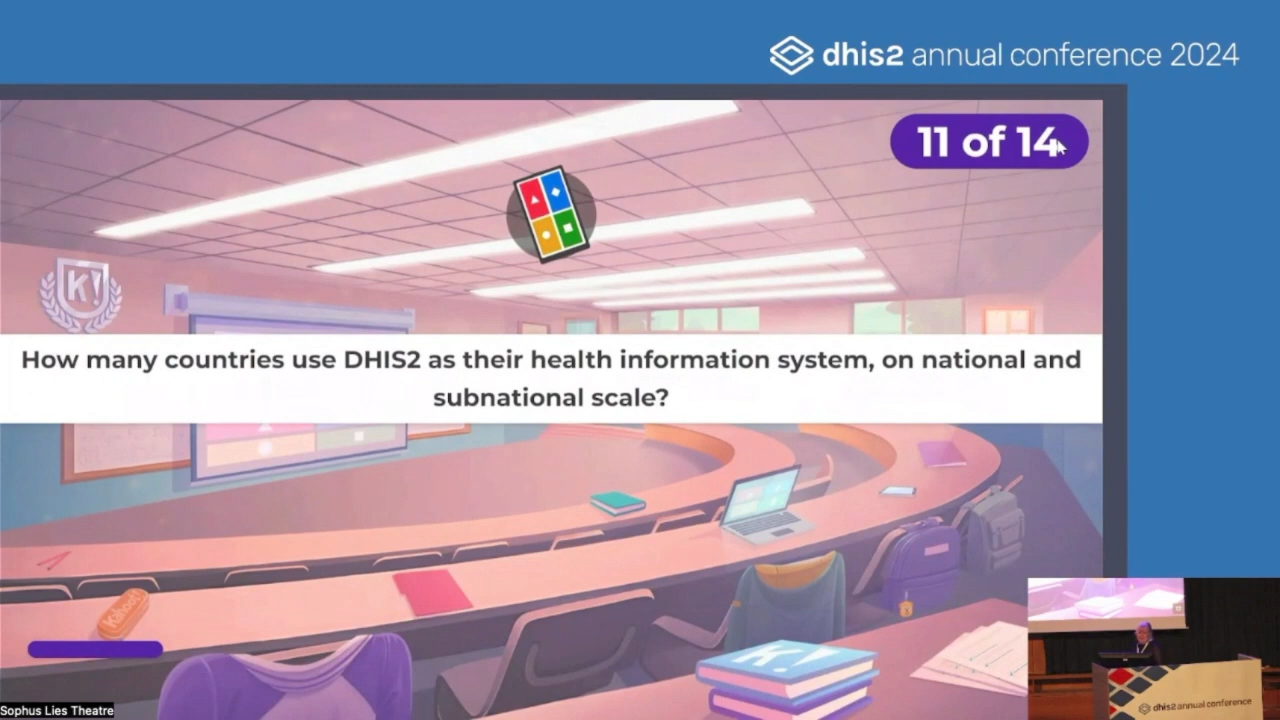 dhis2 annual conference 2024
11 of 14
K!
How many countries use DHIS2 as their health information system, on national and
subnational scale?
Kahoot!
K!
dhis2 annual conference
Sophus Lies Theatre